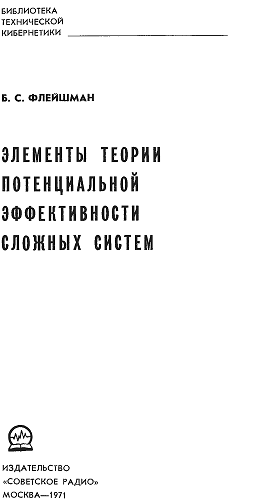 БИБЛИОТЕКА
ТЕХНИЧЕСКОЙ
КИБЕРНЕТИКИ
Б. С. ФЛЕЙШМАН
ЭЛЕМЕНТЫ ТЕОРИИ
ПОТЕНЦИАЛЬНОЙ
ЭФФЕКТИВНОСТИ
СЛОЖНЫХ СИСТЕМ
ИЗДАТЕЛЬСТВО
«СОВЕТСКОЕ РАДИО»
МОСКВА—1971